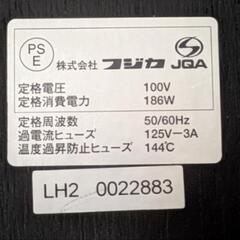 PS
E
株式会社 フジカ JQA
定格電圧 100V
定格消費電力 186W
定格周波数 50/60Hz
過電流ヒューズ 125V－3A
温度過昇防止ヒューズ 144℃
LH2 0022883